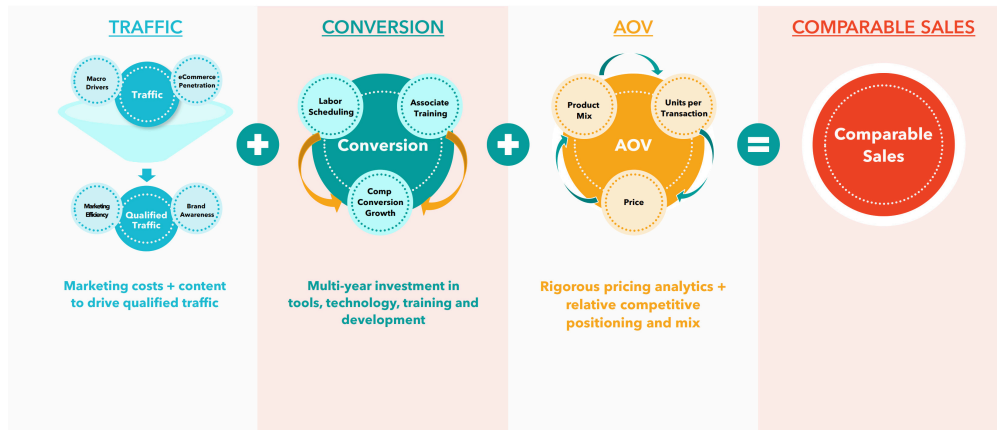 TRAFFIC
Macro
Drivers
Traffic
eCommerce
Penetration
Marketing
Efficiency
Qualified
Traffic
Brand
Awareness
Marketing costs + content
to drive qualified traffic
+
CONVERSION
Labor
Scheduling
Associate
Training
Conversion
Comp
Conversion
Growth
Multi-year investment in
tools, technology, training and
development
+
AOV
Product
Mix
Units per
Transaction
AOV
Price
Rigorous pricing analytics +
relative competitive
positioning and mix
=
COMPARABLE SALES
Comparable
Sales